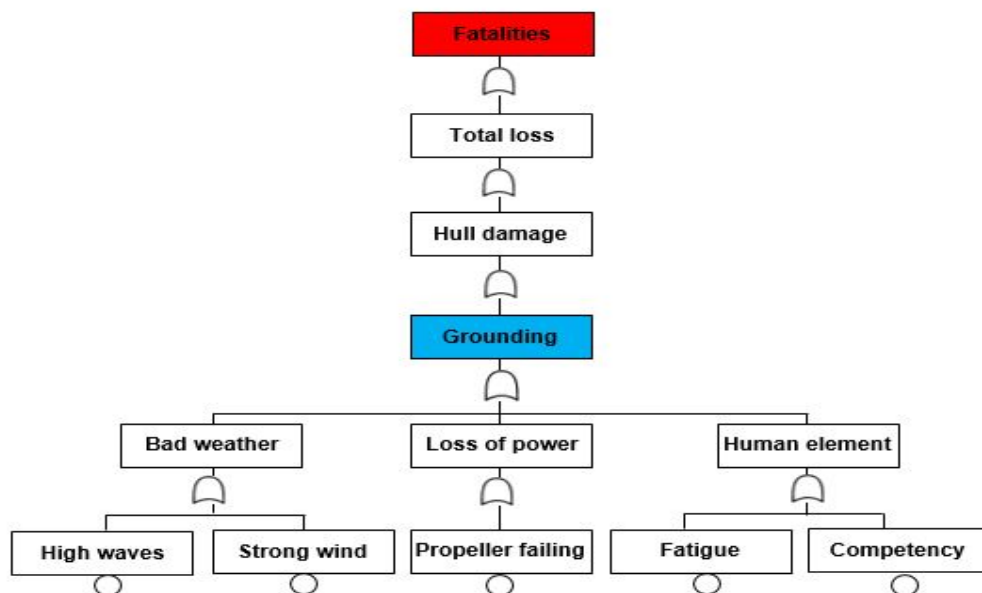 Fatalities
Total loss
Hull damage
Grounding
Bad weather
Loss of power
Human element
High waves
Strong wind
Propeller failing
Fatigue
Competency